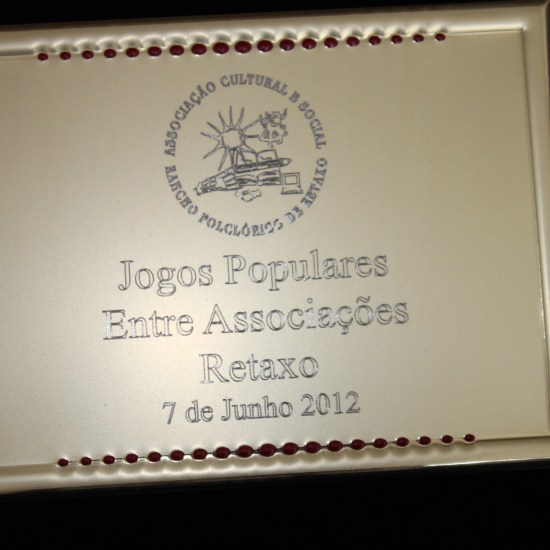 ASSOCIAÇÃO CULTURAL E SOCIAL
RANCHO FOLCLÓRICO DE RETAXO
Jogos Populares
Entre Associações
Retaxo
7 de Junho 2012